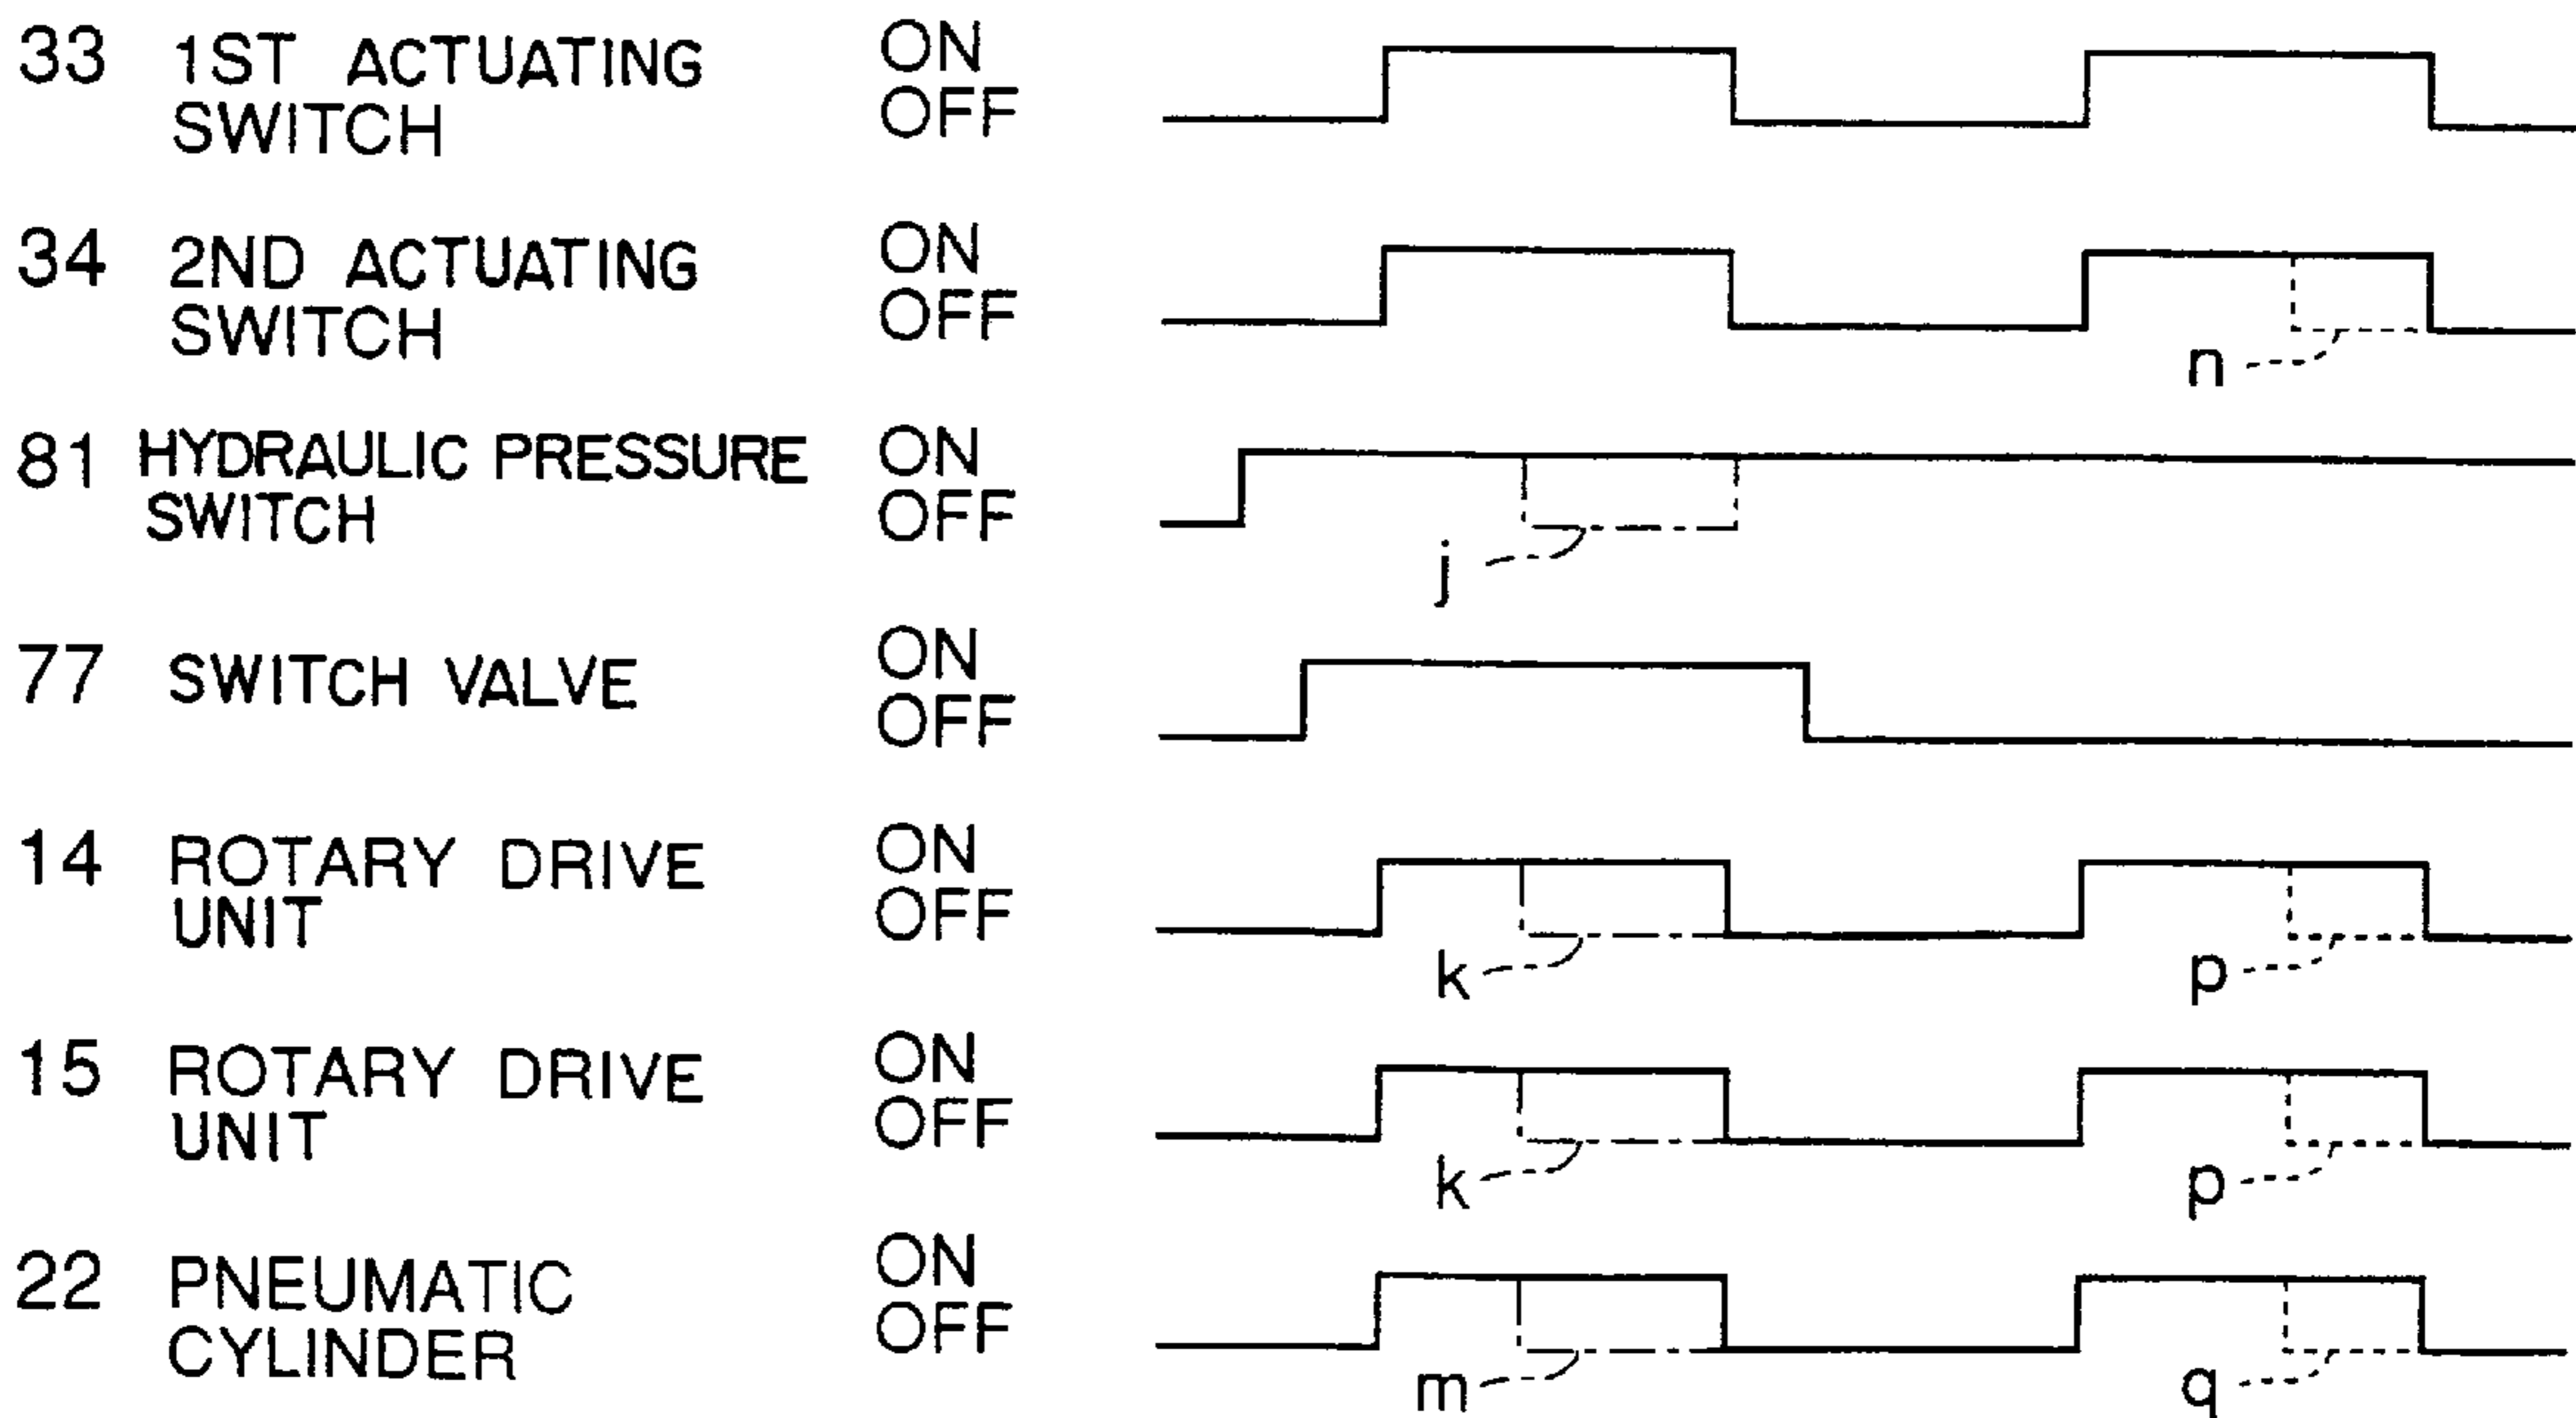 33 1ST ACTUATING SWITCH ON OFF
34 2ND ACTUATING SWITCH ON OFF
n
81 HYDRAULIC PRESSURE SWITCH ON OFF
j
77 SWITCH VALVE ON OFF
14 ROTARY DRIVE UNIT ON OFF
k p
15 ROTARY DRIVE UNIT ON OFF
k p
22 PNEUMATIC CYLINDER ON OFF
m q